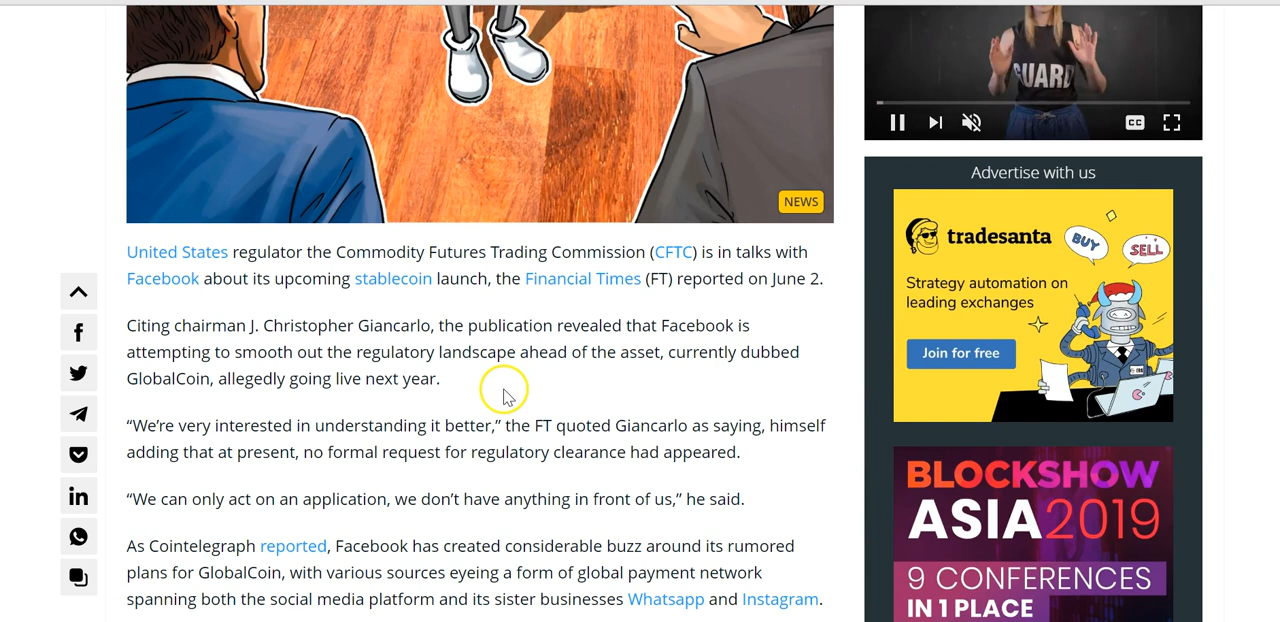 NEWS
United States regulator the Commodity Futures Trading Commission (CFTC) is in talks with
Facebook about its upcoming stablecoin launch, the Financial Times (FT) reported on June 2.
Citing chairman J. Christopher Giancarlo, the publication revealed that Facebook is
attempting to smooth out the regulatory landscape ahead of the asset, currently dubbed
GlobalCoin, allegedly going live next year.
“We’re very interested in understanding it better,” the FT quoted Giancarlo as saying, himself
adding that at present, no formal request for regulatory clearance had appeared.
“We can only act on an application, we don’t have anything in front of us,” he said.
As Cointelegraph reported, Facebook has created considerable buzz around its rumored
plans for GlobalCoin, with various sources eyeing a form of global payment network
spanning both the social media platform and its sister businesses Whatsapp and Instagram.
GUARD
CC
Advertise with us
tradesanta
BUY
SELL
Strategy automation on
leading exchanges
Join for free
BLOCKSHOW
ASIA 2019
9 CONFERENCES
IN 1 PLACE